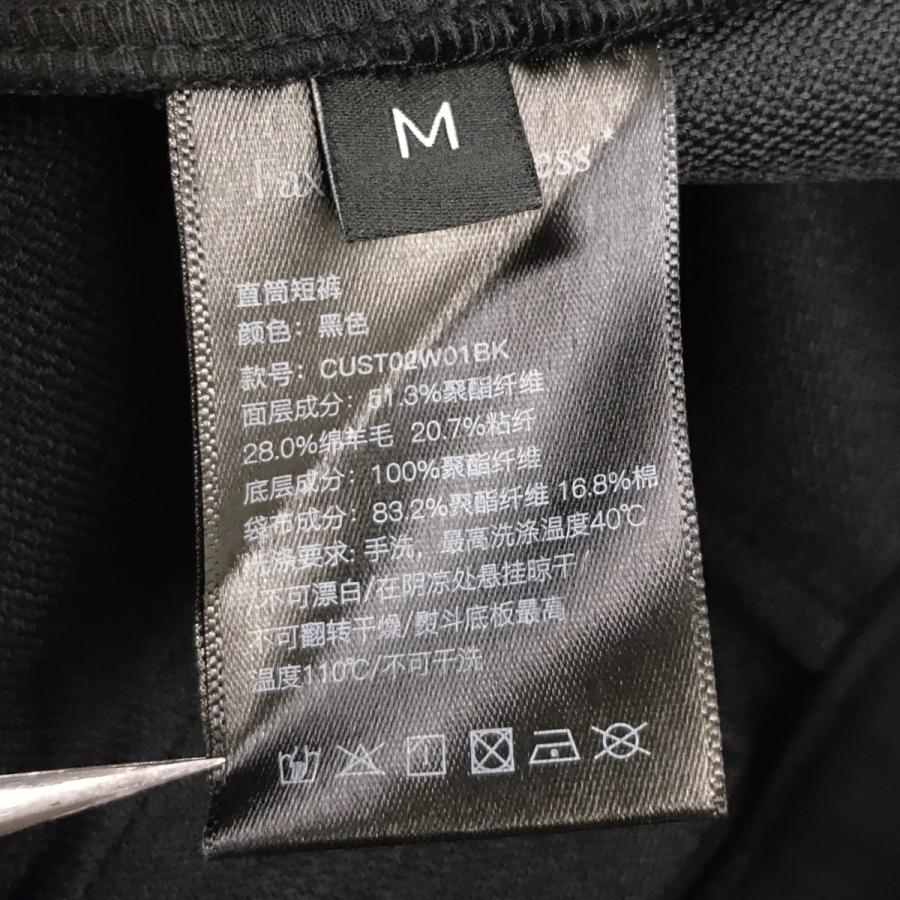 M
直筒短裤
颜色：黑色
款号：CUST02W01BK
面层成分：51.3%聚酯纤维
28.0%绵羊毛 20.7%粘纤
底层成分：100%聚酯纤维
袋布成分：83.2%聚酯纤维 16.8%棉
洗涤要求: 手洗，最高洗涤温度40℃
/不可漂白/在阴凉处悬挂晾干
不可翻转干燥/熨斗底板最高
温度110℃/不可干洗